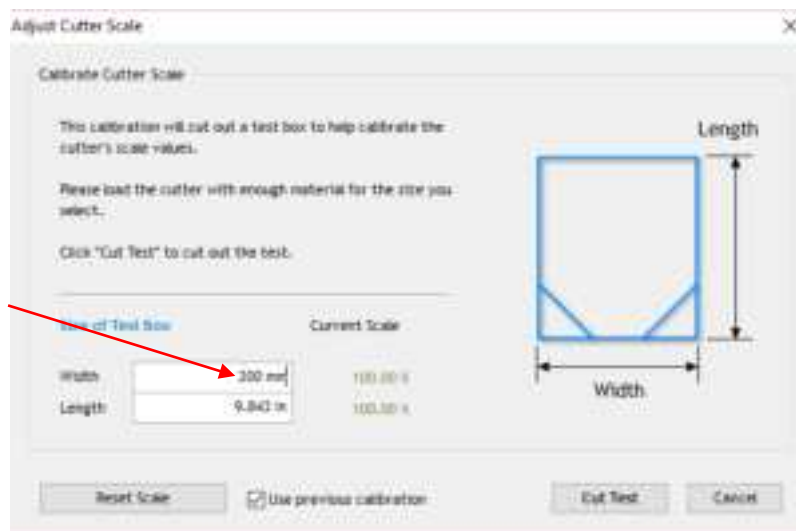 Adjust Cutter Scale
Calibrate Cutter Scale
This calibration will cut out a test box to help calibrate the
cutter's scale values.
Please load the cutter with enough material for the size you
select.
Click "Cut Test" to cut out the test.
Size of Test Box
Current Scale
Width
200 mm
100.00 %
Length
9.843 in
100.00 %
Length
Width
Reset Scale
Use previous calibration
Cut Test
Cancel